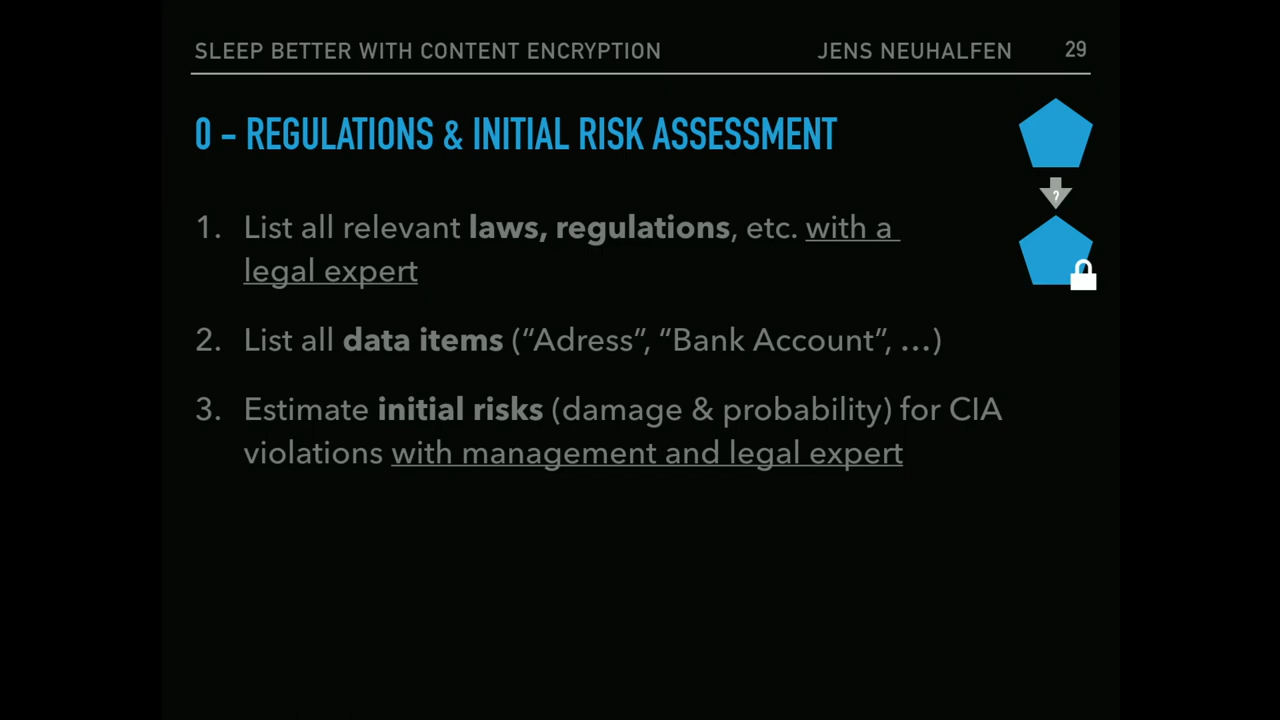 SLEEP BETTER WITH CONTENT ENCRYPTION JENS NEUHALFEN 29
0 - REGULATIONS & INITIAL RISK ASSESSMENT
?
1. List all relevant laws, regulations, etc. with a
legal expert
2. List all data items (“Adress”, “Bank Account”, …)
3. Estimate initial risks (damage & probability) for CIA
violations with management and legal expert